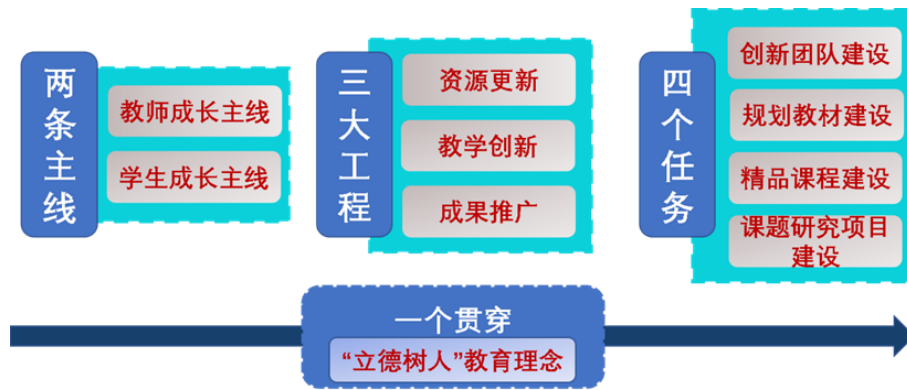 两条主线
教师成长主线
学生成长主线
三大工程
资源更新
教学创新
成果推广
四个任务
创新团队建设
规划教材建设
精品课程建设
课题研究项目
建设
一个贯穿
“立德树人”教育理念